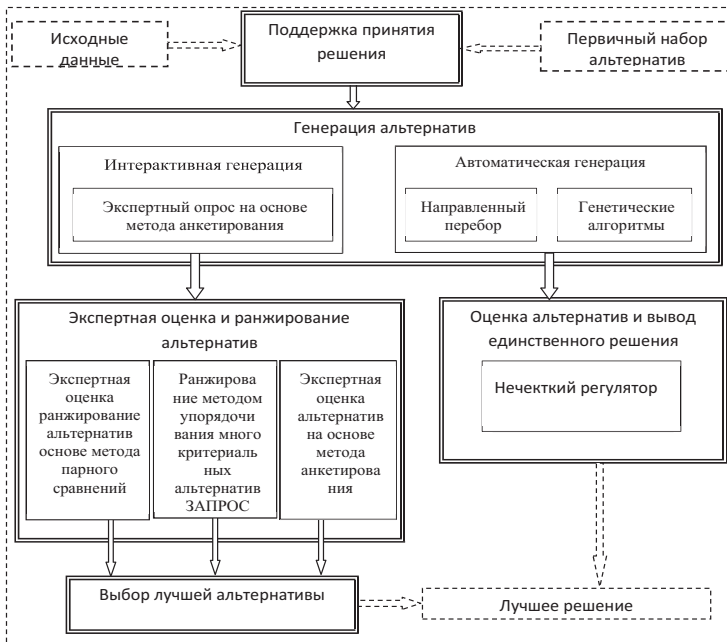 Исходные
данные
Поддержка принятия
решения
Первичный набор
альтернатив
Генерация альтернатив
Интерактивная генерация
Экспертный опрос на основе
метода анкетирования
Автоматическая генерация
Направленный
перебор
Генетические
алгоритмы
Экспертная оценка и ранжирование
альтернатив
Экспертная
оценка
ранжирование
альтернатив
основе метода
парного
сравнений
Ранжирова
ние методом
упорядочи
вания много
критериаль
ных
альтернатив
ЗАПРОС
Экспертная
оценка
альтернатив
на основе
метода
анкетирова
ния
Оценка альтернатив и вывод
единственного решения
Нечекткий регулятор
Выбор лучшей альтернативы
Лучшее решение